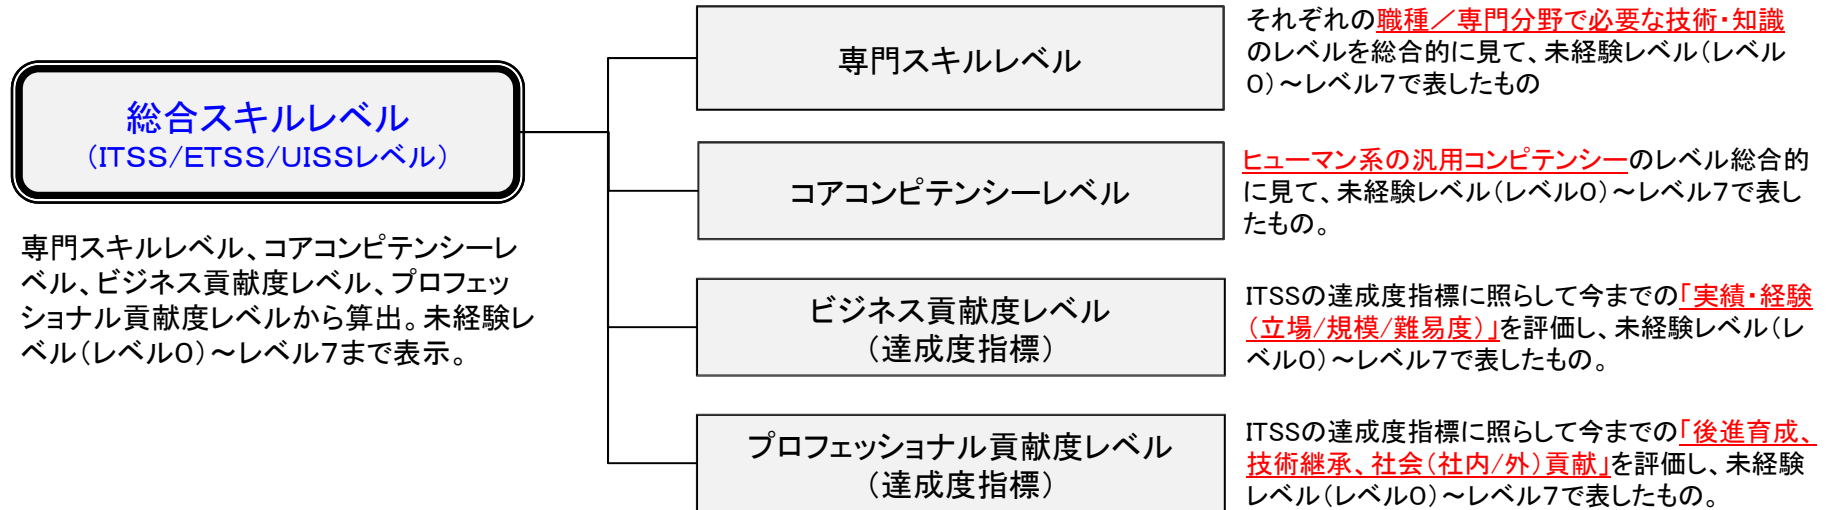 総合スキルレベル
(ITSS/ETSS/UISSレベル)
専門スキルレベル、コアコンピテンシーレ
ベル、ビジネス貢献度レベル、プロフェッ
ショナル貢献度レベルから算出。未経験レ
ベル(レベル0)～レベル7まで表示。
専門スキルレベル
それぞれの職種／専門分野で必要な技術・知識
のレベルを総合的に見て、未経験レベル(レベル
0)～レベル7で表したもの
コアコンピテンシーレベル
ヒューマン系の汎用コンピテンシーのレベル総合的
に見て、未経験レベル(レベル0)～レベル7で表し
たもの。
ビジネス貢献度レベル
(達成度指標)
ITSSの達成度指標に照らして今までの「実績・経験
(立場/規模/難易度)」を評価し、未経験レベル(レ
ベル0)～レベル7で表したもの。
プロフェッショナル貢献度レベル
(達成度指標)
ITSSの達成度指標に照らして今までの「後進育成、
技術継承、社会(社内/外)貢献」を評価し、未経験
レベル(レベル0)～レベル7で表したもの。